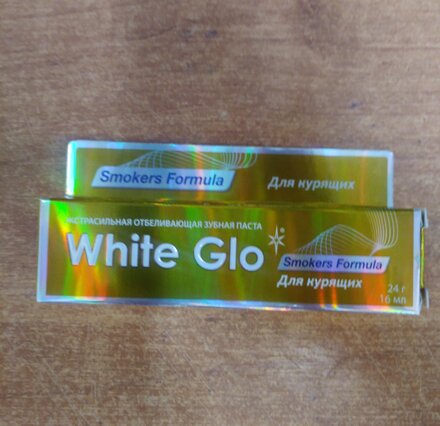 Smokers Formula
Для курящих
ЭКСТРАСИЛЬНАЯ ОТБЕЛИВАЮЩАЯ ЗУБНАЯ ПАСТА
White Glo
Smokers Formula
Для курящих
24 г
16 мл